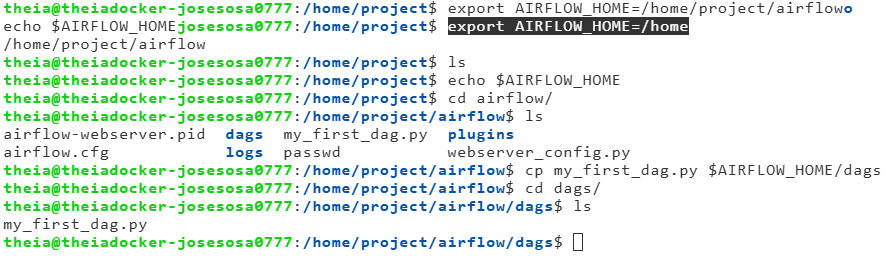 theia@theiadocker-josesosa0777:/home/project$ export AIRFLOW_HOME=/home/project/airflowo
echo $AIRFLOW_HOMEjosesosa0777:/home/project$ export AIRFLOW_HOME=/home
/home/project/airflow
theia@theiadocker-josesosa0777:/home/project$ ls
theia@theiadocker-josesosa0777:/home/project$ echo $AIRFLOW_HOME
theia@theiadocker-josesosa0777:/home/project$ cd airflow/
theia@theiadocker-josesosa0777:/home/project/airflow$ ls
airflow-webserver.pid  dags  my_first_dag.py  plugins
airflow.cfg            logs  passwd           webserver_config.py
theia@theiadocker-josesosa0777:/home/project/airflow$ cp my_first_dag.py $AIRFLOW_HOME/dags
theia@theiadocker-josesosa0777:/home/project/airflow$ cd dags/
theia@theiadocker-josesosa0777:/home/project/airflow/dags$ ls
my_first_dag.py
theia@theiadocker-josesosa0777:/home/project/airflow/dags$